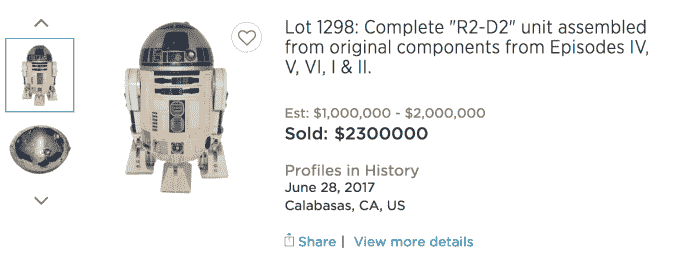 Lot 1298: Complete "R2-D2" unit assembled
from original components from Episodes IV,
V, VI, I & II.
Est: $1,000,000 - $2,000,000
Sold: $2300000
Profiles in History
June 28, 2017
Calabasas, CA, US
Share | View more details